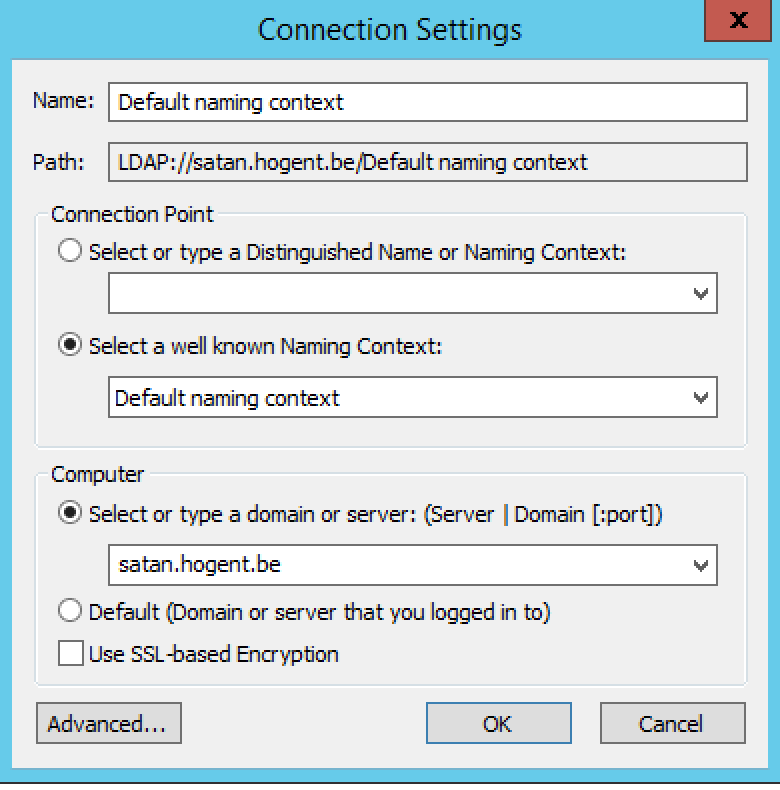 Connection Settings
x
Name: Default naming context
Path: LDAP://satan.hogent.be/Default naming context
Connection Point
Select or type a Distinguished Name or Naming Context:
Select a well known Naming Context:
Default naming context
Computer
Select or type a domain or server: (Server | Domain [:port])
satan.hogent.be
Default (Domain or server that you logged in to)
Use SSL-based Encryption
Advanced... OK Cancel